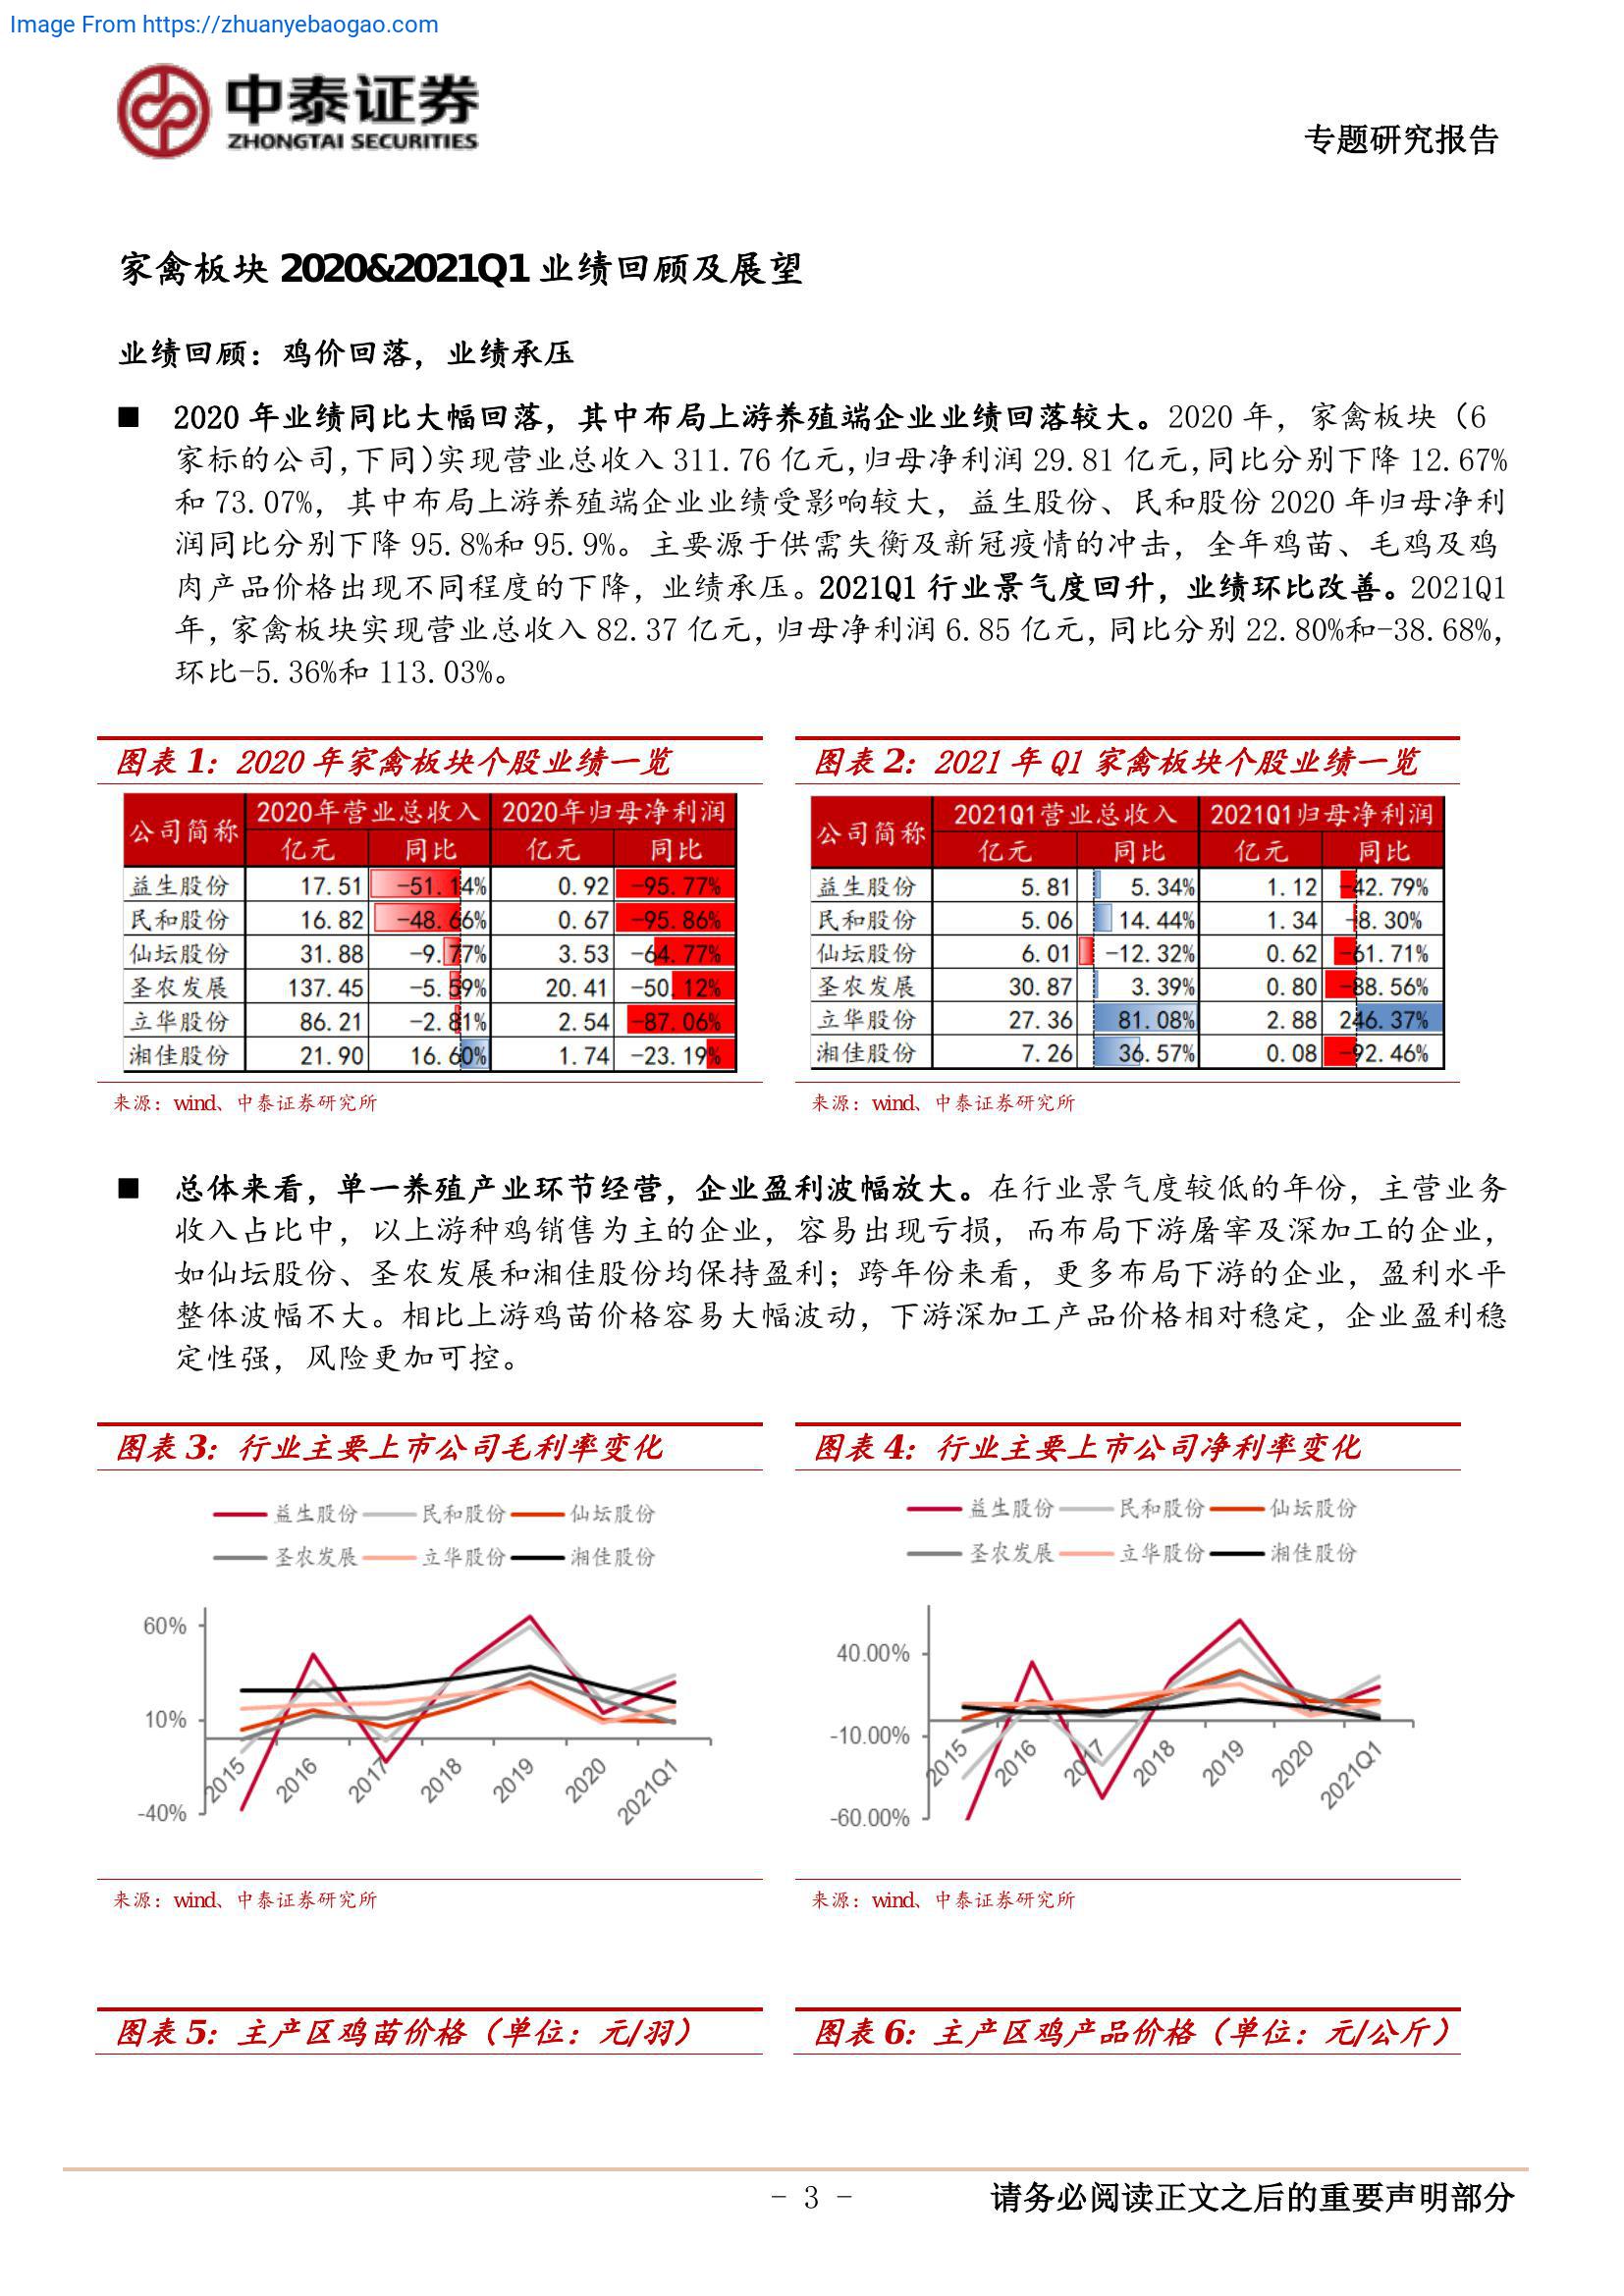 Image From https://zhuanyebaogao.com
中泰证券
ZHONGTAI SECURITIES
专题研究报告
家禽板块 2020&2021Q1 业绩回顾及展望
业绩回顾：鸡价回落，业绩承压
■ 2020 年业绩同比大幅回落，其中布局上游养殖端企业业绩回落较大。2020 年，家禽板块（6
家标的公司,下同)实现营业总收入 311.76 亿元,归母净利润 29.81 亿元,同比分别下降 12.67%
和 73.07%，其中布局上游养殖端企业业绩受影响较大，益生股份、民和股份 2020 年归母净利
润同比分别下降 95.8%和 95.9%。主要源于供需失衡及新冠疫情的冲击，全年鸡苗、毛鸡及鸡
肉产品价格出现不同程度的下降，业绩承压。2021Q1 行业景气度回升，业绩环比改善。2021Q1
年，家禽板块实现营业总收入 82.37 亿元，归母净利润 6.85 亿元，同比分别 22.80%和-38.68%，
环比-5.36%和 113.03%。
图表 1：2020 年家禽板块个股业绩一览
公司简称 2020年营业总收入 2020年归母净利润
亿元 同比 亿元 同比
益生股份 17.51 -51.14% 0.92 -95.77%
民和股份 16.82 -48.66% 0.67 -95.86%
仙坛股份 31.88 -9.77% 3.53 -64.77%
圣农发展 137.45 -5.59% 20.41 -50.12%
立华股份 86.21 -2.81% 2.54 -87.06%
湘佳股份 21.90 16.60% 1.74 -23.19%
来源：wind、中泰证券研究所
图表 2：2021 年 Q1 家禽板块个股业绩一览
公司简称 2021Q1营业总收入 2021Q1归母净利润
亿元 同比 亿元 同比
益生股份 5.81 5.34% 1.12 -42.79%
民和股份 5.06 14.44% 1.34 -8.30%
仙坛股份 6.01 -12.32% 0.62 -61.71%
圣农发展 30.87 3.39% 0.80 -88.56%
立华股份 27.36 81.08% 2.88 246.37%
湘佳股份 7.26 36.57% 0.08 -92.46%
来源：wind、中泰证券研究所
■ 总体来看，单一养殖产业环节经营，企业盈利波幅放大。在行业景气度较低的年份，主营业务
收入占比中，以上游种鸡销售为主的企业，容易出现亏损，而布局下游屠宰及深加工的企业，
如仙坛股份、圣农发展和湘佳股份均保持盈利；跨年份来看，更多布局下游的企业，盈利水平
整体波幅不大。相比上游鸡苗价格容易大幅波动，下游深加工产品价格相对稳定，企业盈利稳
定性强，风险更加可控。
图表 3：行业主要上市公司毛利率变化
益生股份 民和股份 仙坛股份
圣农发展 立华股份 湘佳股份
60%
10%
-40%
2015 2016 2017 2018 2019 2020 2021Q1
来源：wind、中泰证券研究所
图表 4：行业主要上市公司净利率变化
益生股份 民和股份 仙坛股份
圣农发展 立华股份 湘佳股份
40.00%
-10.00%
-60.00%
2015 2016 2017 2018 2019 2020 2021Q1
来源：wind、中泰证券研究所
图表 5：主产区鸡苗价格（单位：元/羽）
图表 6：主产区鸡产品价格（单位：元/公斤）
- 3 -
请务必阅读正文之后的重要声明部分